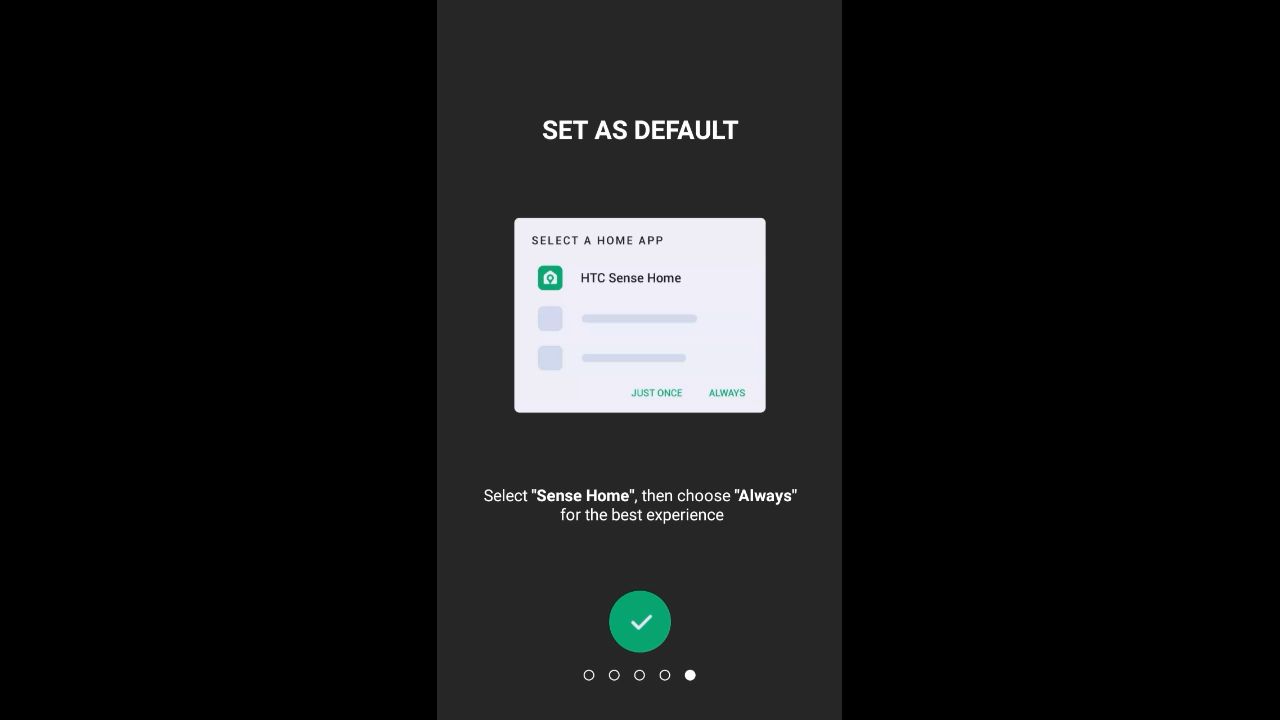 SET AS DEFAULT
SELECT A HOME APP
HTC Sense Home
JUST ONCE ALWAYS
Select "Sense Home", then choose "Always"
for the best experience